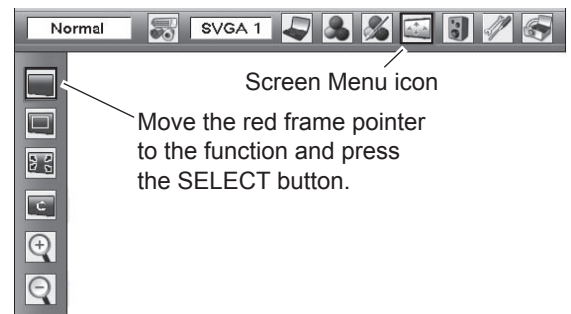 Normal SVGA 1
Screen Menu icon
Move the red frame pointer
to the function and press
the SELECT button.